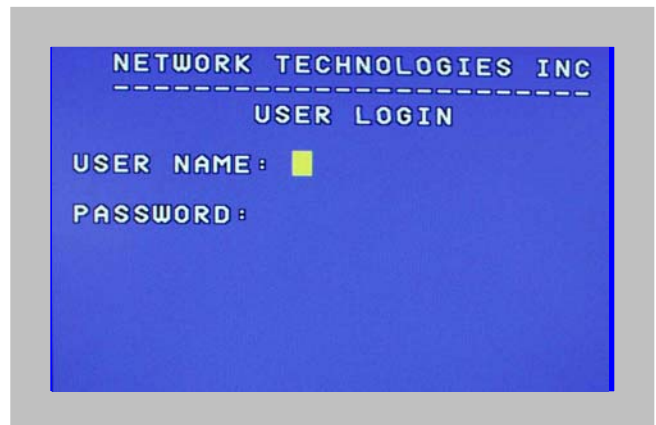 NETWORK TECHNOLOGIES INC
--------------------------
USER LOGIN
USER NAME:
PASSWORD: